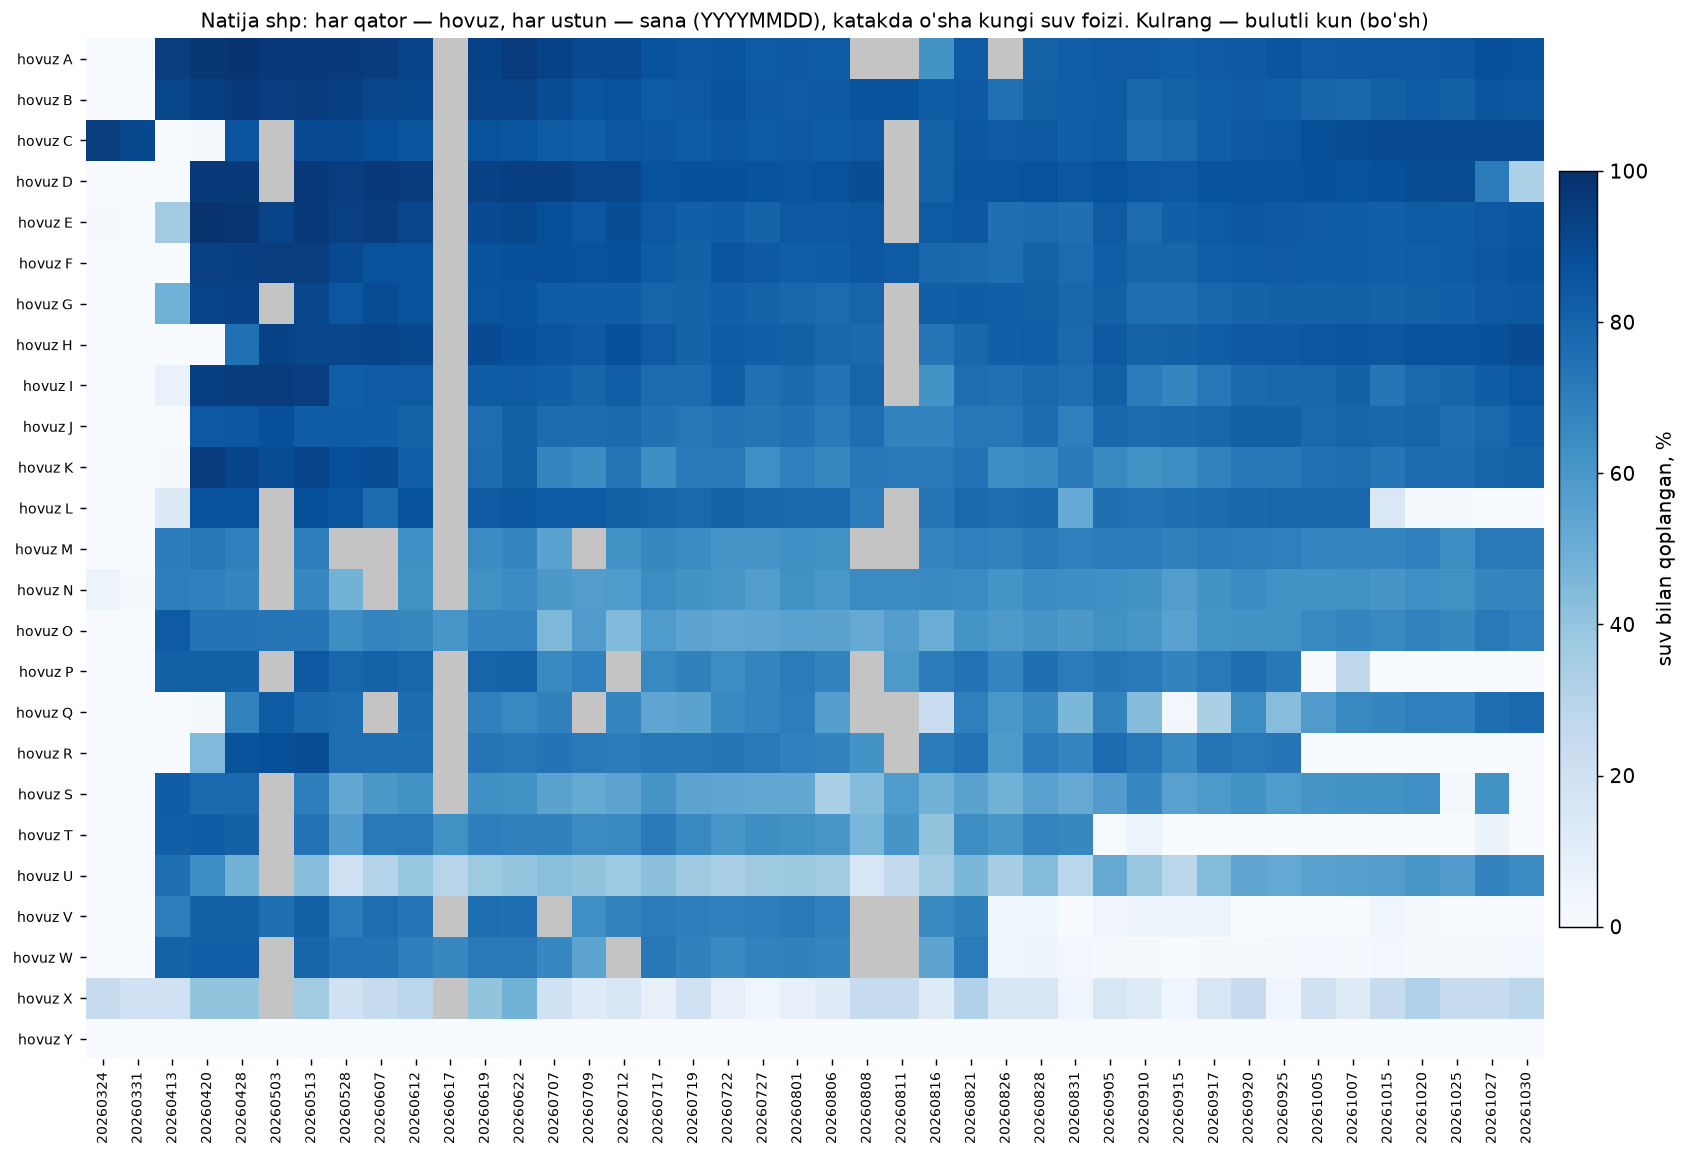 Natija shp: har qator — hovuz, har ustun — sana (YYYYMMDD), katakda o'sha kungi suv foizi. Kulrang — bulutli kun (bo'sh)
hovuz A
hovuz B
hovuz C
hovuz D
hovuz E
hovuz F
hovuz G
hovuz H
hovuz I
hovuz J
hovuz K
hovuz L
hovuz M
hovuz N
hovuz O
hovuz P
hovuz Q
hovuz R
hovuz S
hovuz T
hovuz U
hovuz V
hovuz W
hovuz X
hovuz Y
20260324
20260331
20260413
20260420
20260428
20260503
20260513
20260528
20260607
20260612
20260617
20260619
20260622
20260707
20260709
20260712
20260717
20260719
20260722
20260727
20260801
20260806
20260808
20260811
20260816
20260821
20260826
20260828
20260831
20260905
20260910
20260915
20260917
20260920
20260925
20261005
20261007
20261015
20261020
20261025
20261027
20261030
100
80
60
40
20
0
suv bilan qoplangan, %